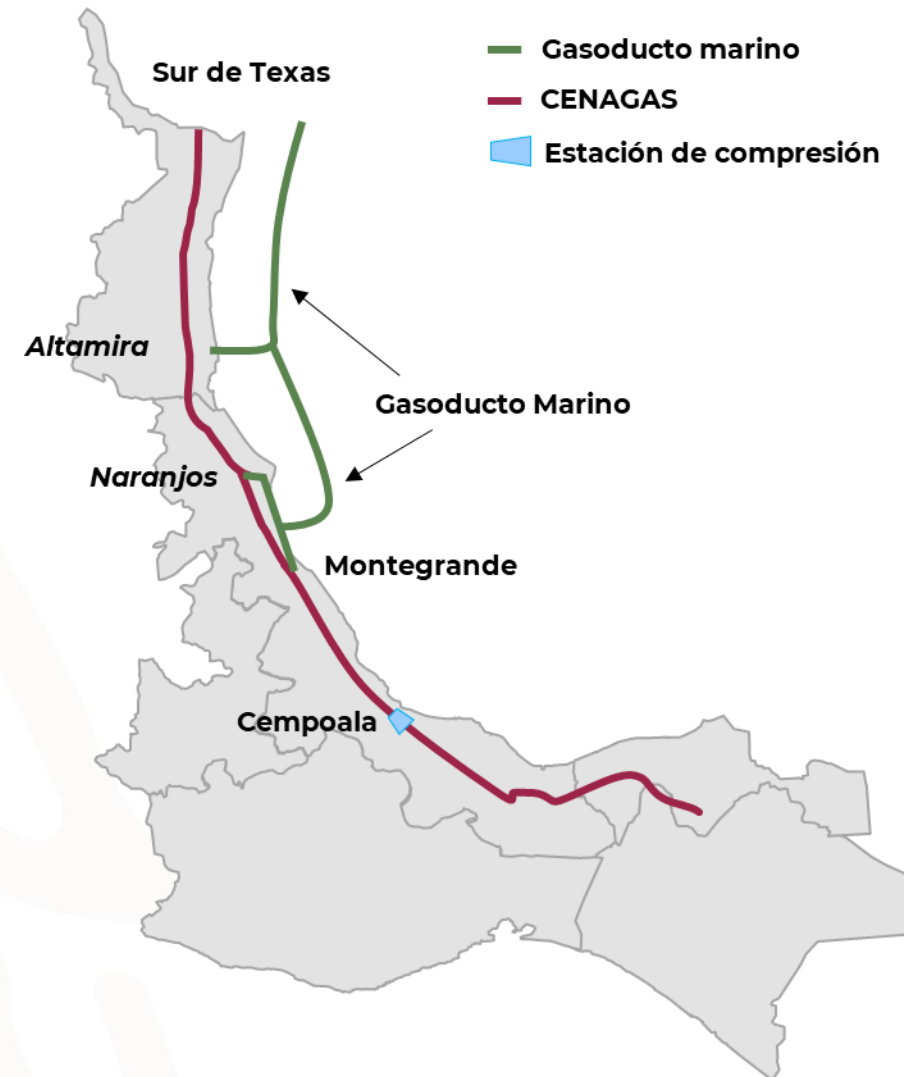 Sur de Texas
Gasoducto marino
CENAGAS
Estación de compresión
Altamira
Gasoducto Marino
Naranjos
Montegrande
Cempoala